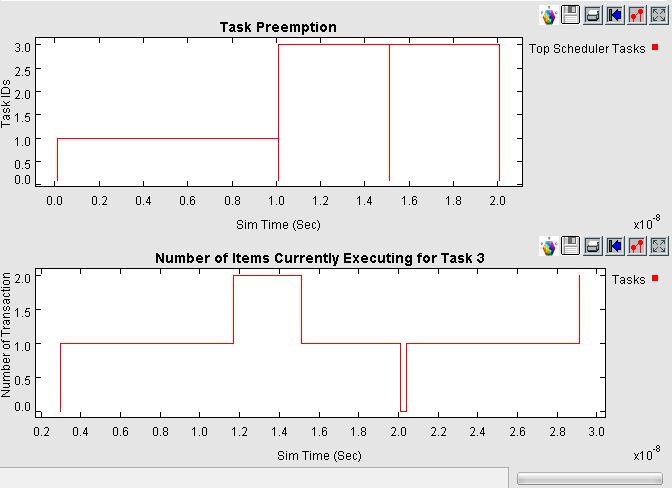 Task Preemption
Top Scheduler Tasks
Task IDs
3.0
2.5
2.0
1.5
1.0
0.5
0.0
0.0 0.2 0.4 0.6 0.8 1.0 1.2 1.4 1.6 1.8 2.0
Sim Time (Sec)
x10-8
Number of Items Currently Executing for Task 3
Tasks
Number of Transaction
2.0
1.5
1.0
0.5
0.0
0.2 0.4 0.6 0.8 1.0 1.2 1.4 1.6 1.8 2.0 2.2 2.4 2.6 2.8 3.0
Sim Time (Sec)
x10-8